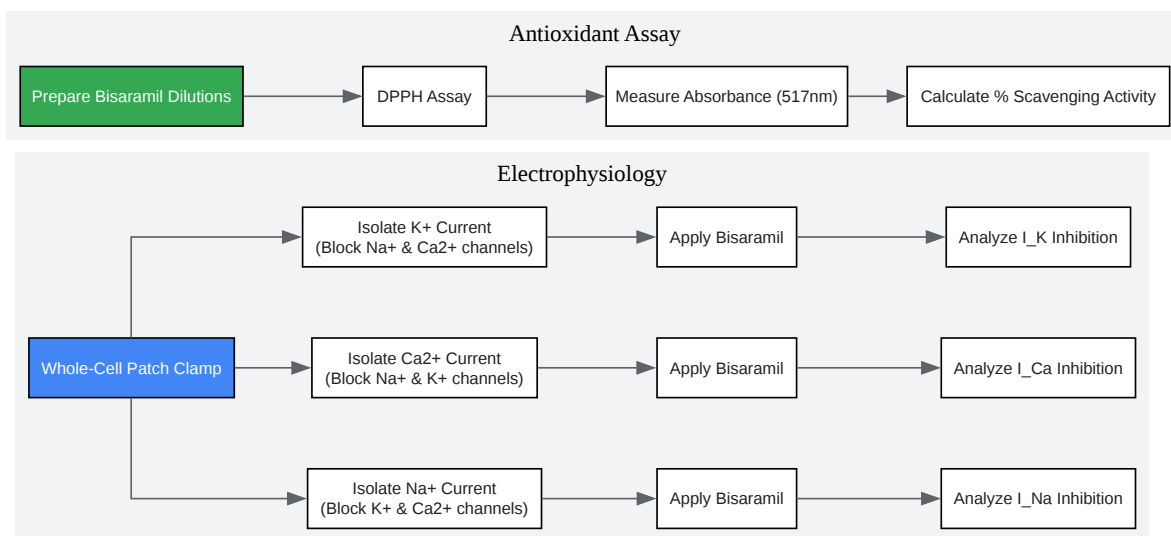 Antioxidant Assay
Prepare Bisaramil Dilutions
DPPH Assay
Measure Absorbance (517nm)
Calculate % Scavenging Activity
Electrophysiology
Isolate K+ Current
(Block Na+ & Ca2+ channels)
Apply Bisaramil
Analyze I_K Inhibition
Whole-Cell Patch Clamp
Isolate Ca2+ Current
(Block Na+ & K+ channels)
Apply Bisaramil
Analyze I_Ca Inhibition
Isolate Na+ Current
(Block K+ & Ca2+ channels)
Apply Bisaramil
Analyze I_Na Inhibition